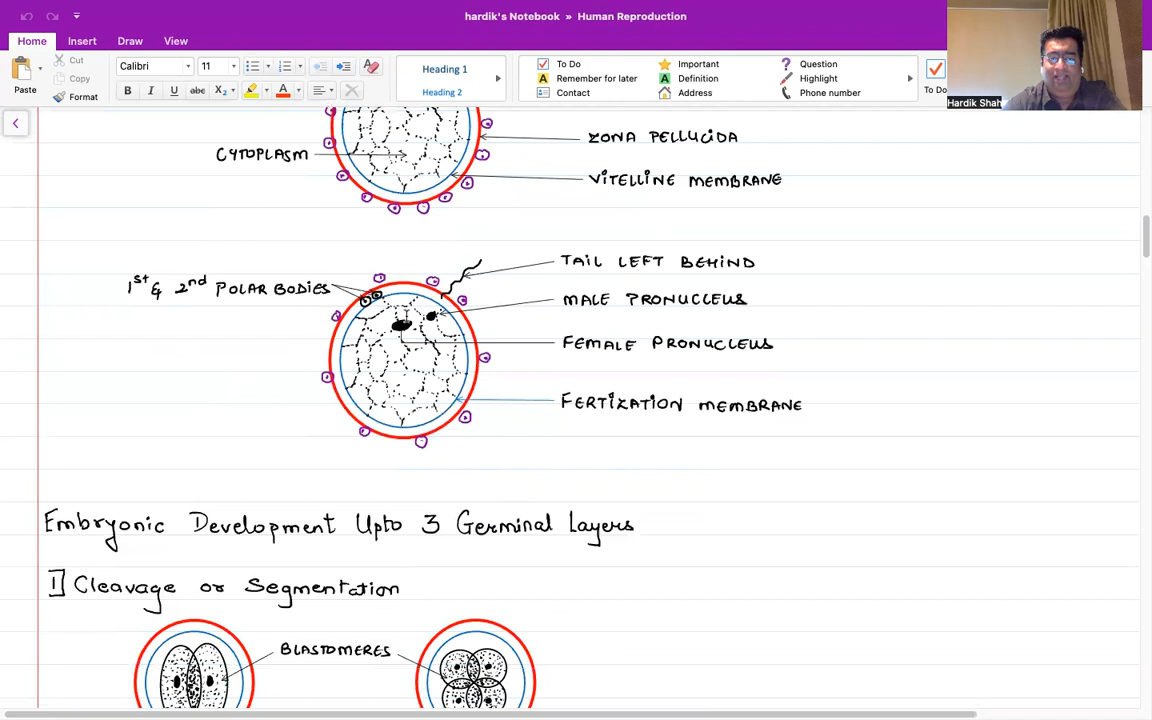 hardik's Notebook » Human Reproduction
Home Insert Draw View
Paste
Cut
Copy
Format
Calibri 11
B I U abc X₂ A
Heading 1
Heading 2
To Do
Remember for later
Contact
Important
Definition
Address
Question
Highlight
Phone number
To Do
Hardik Shah
ZONA PELLUCIDA
CYTOPLASM
VITELLINE MEMBRANE
TAIL LEFT BEHIND
1st & 2nd POLAR BODIES
MALE PRONUCLEUS
FEMALE PRONUCLEUS
FERTIZATION MEMBRANE
Embryonic Development Upto 3 Germinal Layers
I] Cleavage or Segmentation
BLASTOMERES